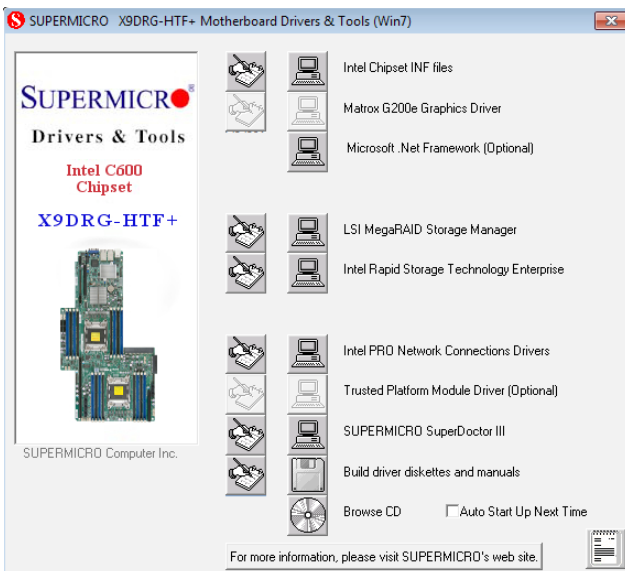 SUPERMICRO X9DRG-HTF+ Motherboard Drivers & Tools (Win7)
SUPERMICR
Drivers & Tools
Intel C600
Chipset
X9DRG-HTF+
SUPERMICRO Computer Inc.
Intel Chipset INF files
Matrox G200e Graphics Driver
Microsoft .Net Framework (Optional)
LSI MegaRAID Storage Manager
Intel Rapid Storage Technology Enterprise
Intel PRO Network Connections Drivers
Trusted Platform Module Driver (Optional)
SUPERMICRO SuperDoctor III
Build driver diskettes and manuals
Browse CD
Auto Start Up Next Time
For more information, please visit SUPERMICRO's web site.